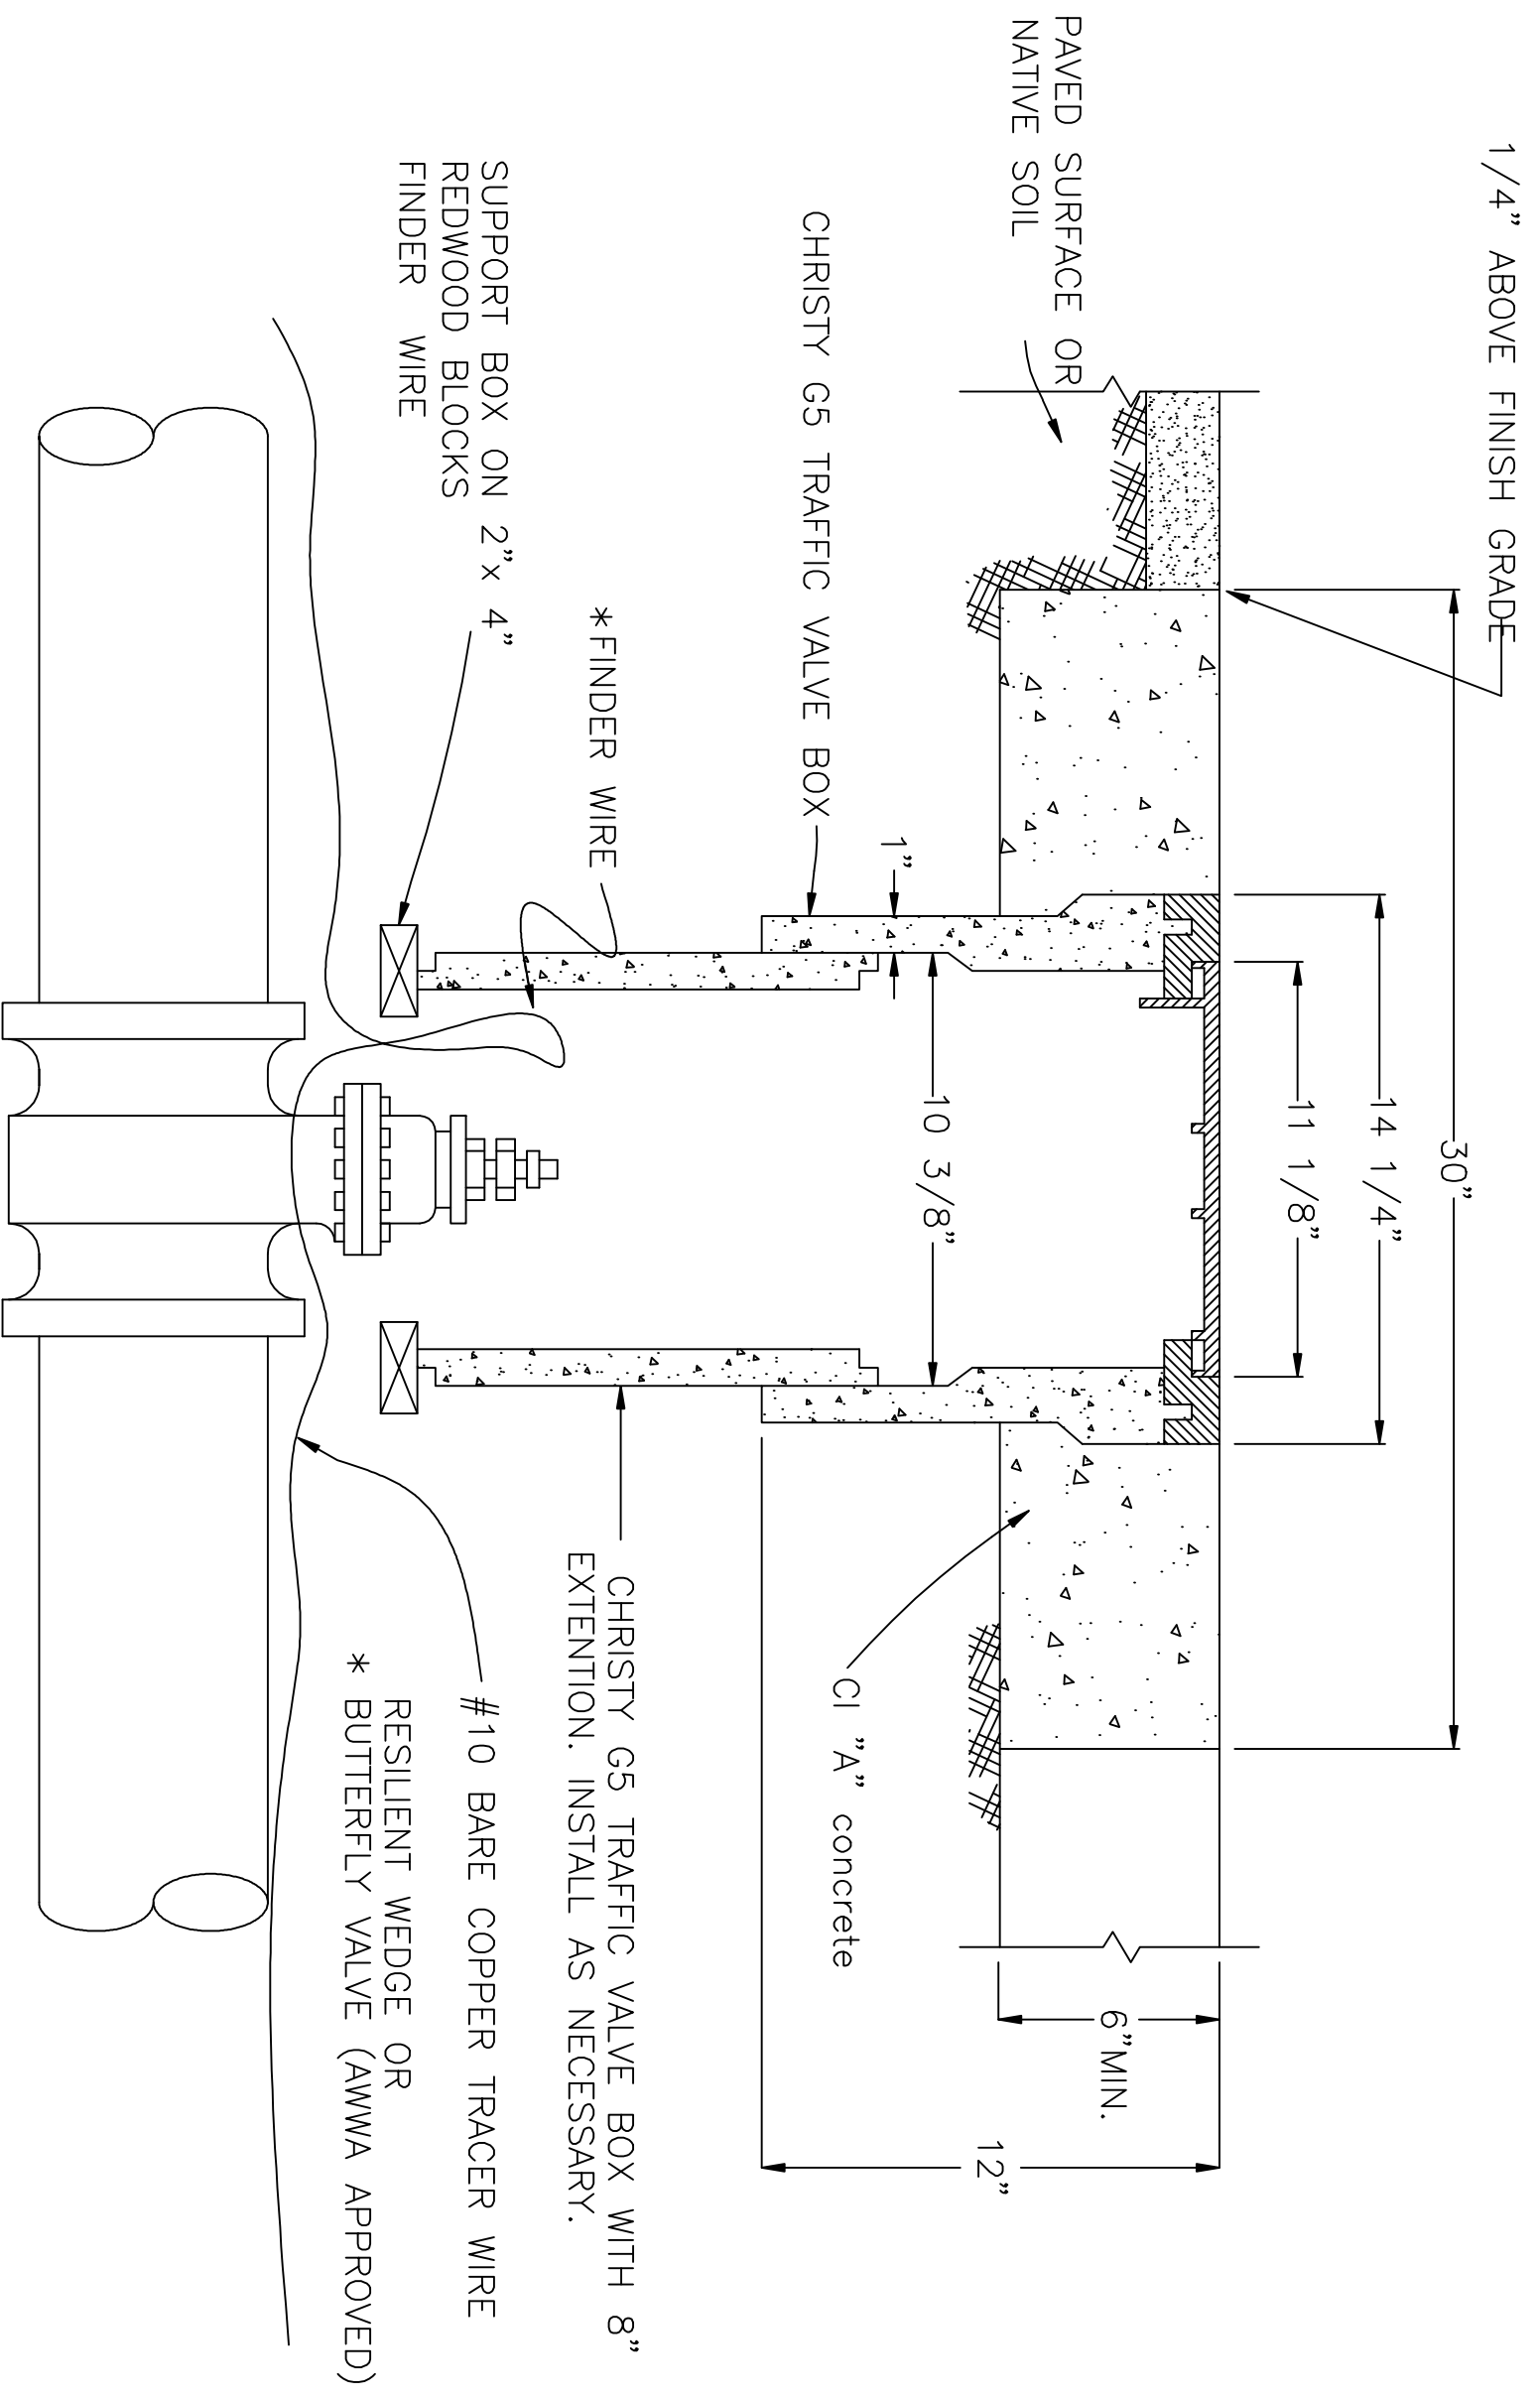 1/4" ABOVE FINISH GRADE
30"
14 1/4"
11 1/8"
PAVED SURFACE OR
NATIVE SOIL
6"MIN.
12"
10 3/8"
1"
CHRISTY G5 TRAFFIC VALVE BOX
Cl "A" concrete
*FINDER WIRE
CHRISTY G5 TRAFFIC VALVE BOX WITH 8"
EXTENTION. INSTALL AS NECESSARY.
SUPPORT BOX ON 2"x 4"
REDWOOD BLOCKS
FINDER WIRE
#10 BARE COPPER TRACER WIRE
RESILIENT WEDGE OR
* BUTTERFLY VALVE (AWWA APPROVED)